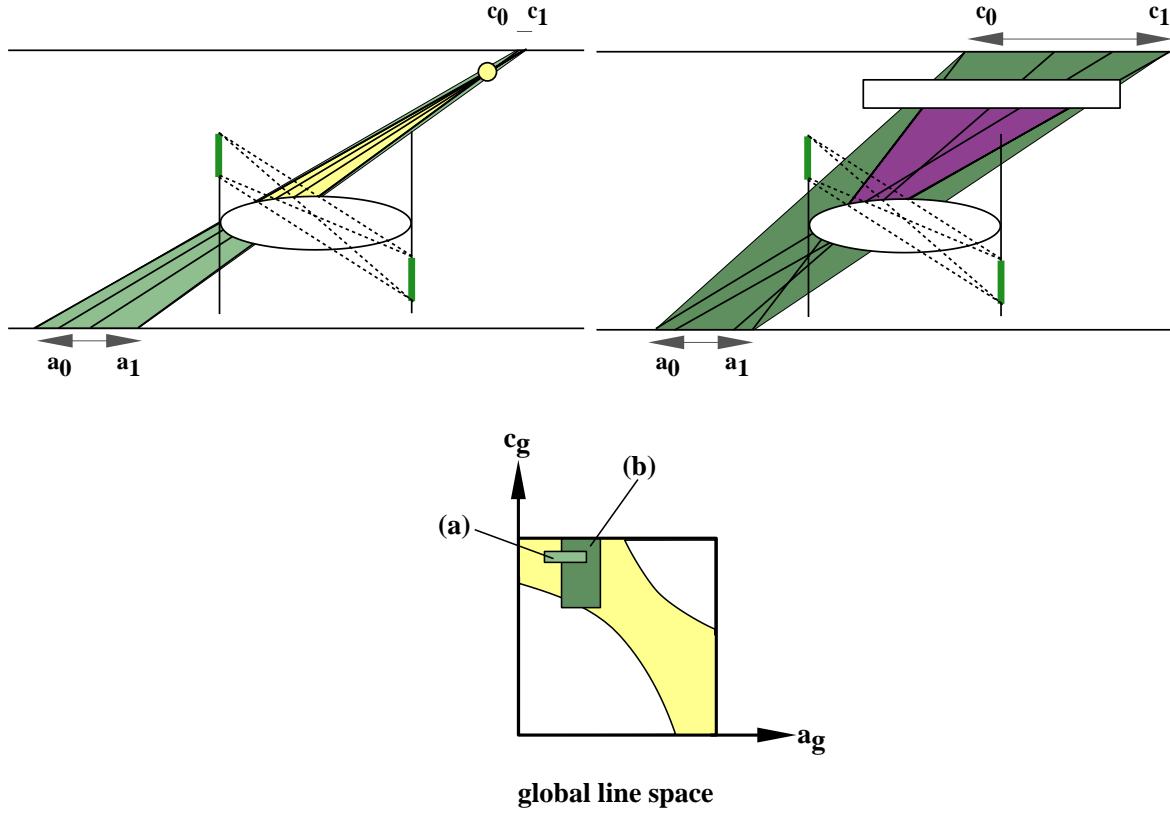 c0 _ c1
c0 c1
a0 a1
a0 a1
cg
(b)
(a)
ag
global line space